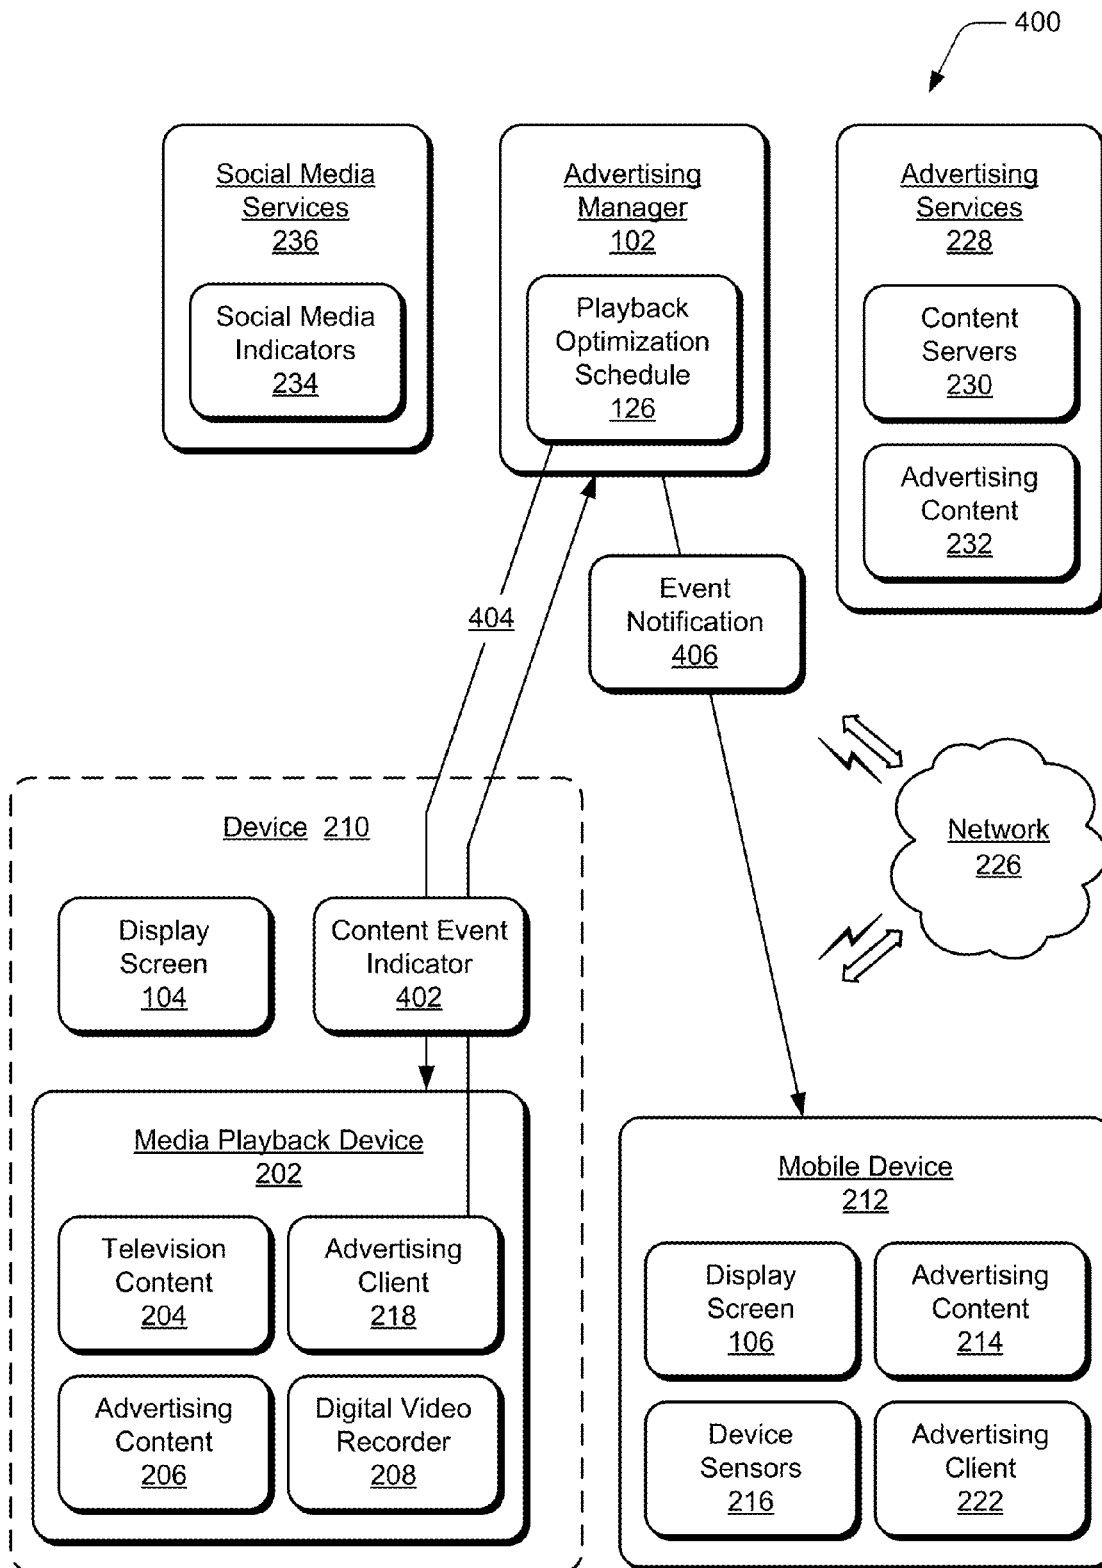 400
Social Media
Services
236
Social Media
Indicators
234
Advertising
Manager
102
Playback
Optimization
Schedule
126
Advertising
Services
228
Content
Servers
230
Advertising
Content
232
404
Event
Notification
406
Network
226
Device 210
Display
Screen
104
Content Event
Indicator
402
Media Playback Device
202
Television
Content
204
Advertising
Client
218
Advertising
Content
206
Digital Video
Recorder
208
Mobile Device
212
Display
Screen
106
Advertising
Content
214
Device
Sensors
216
Advertising
Client
222